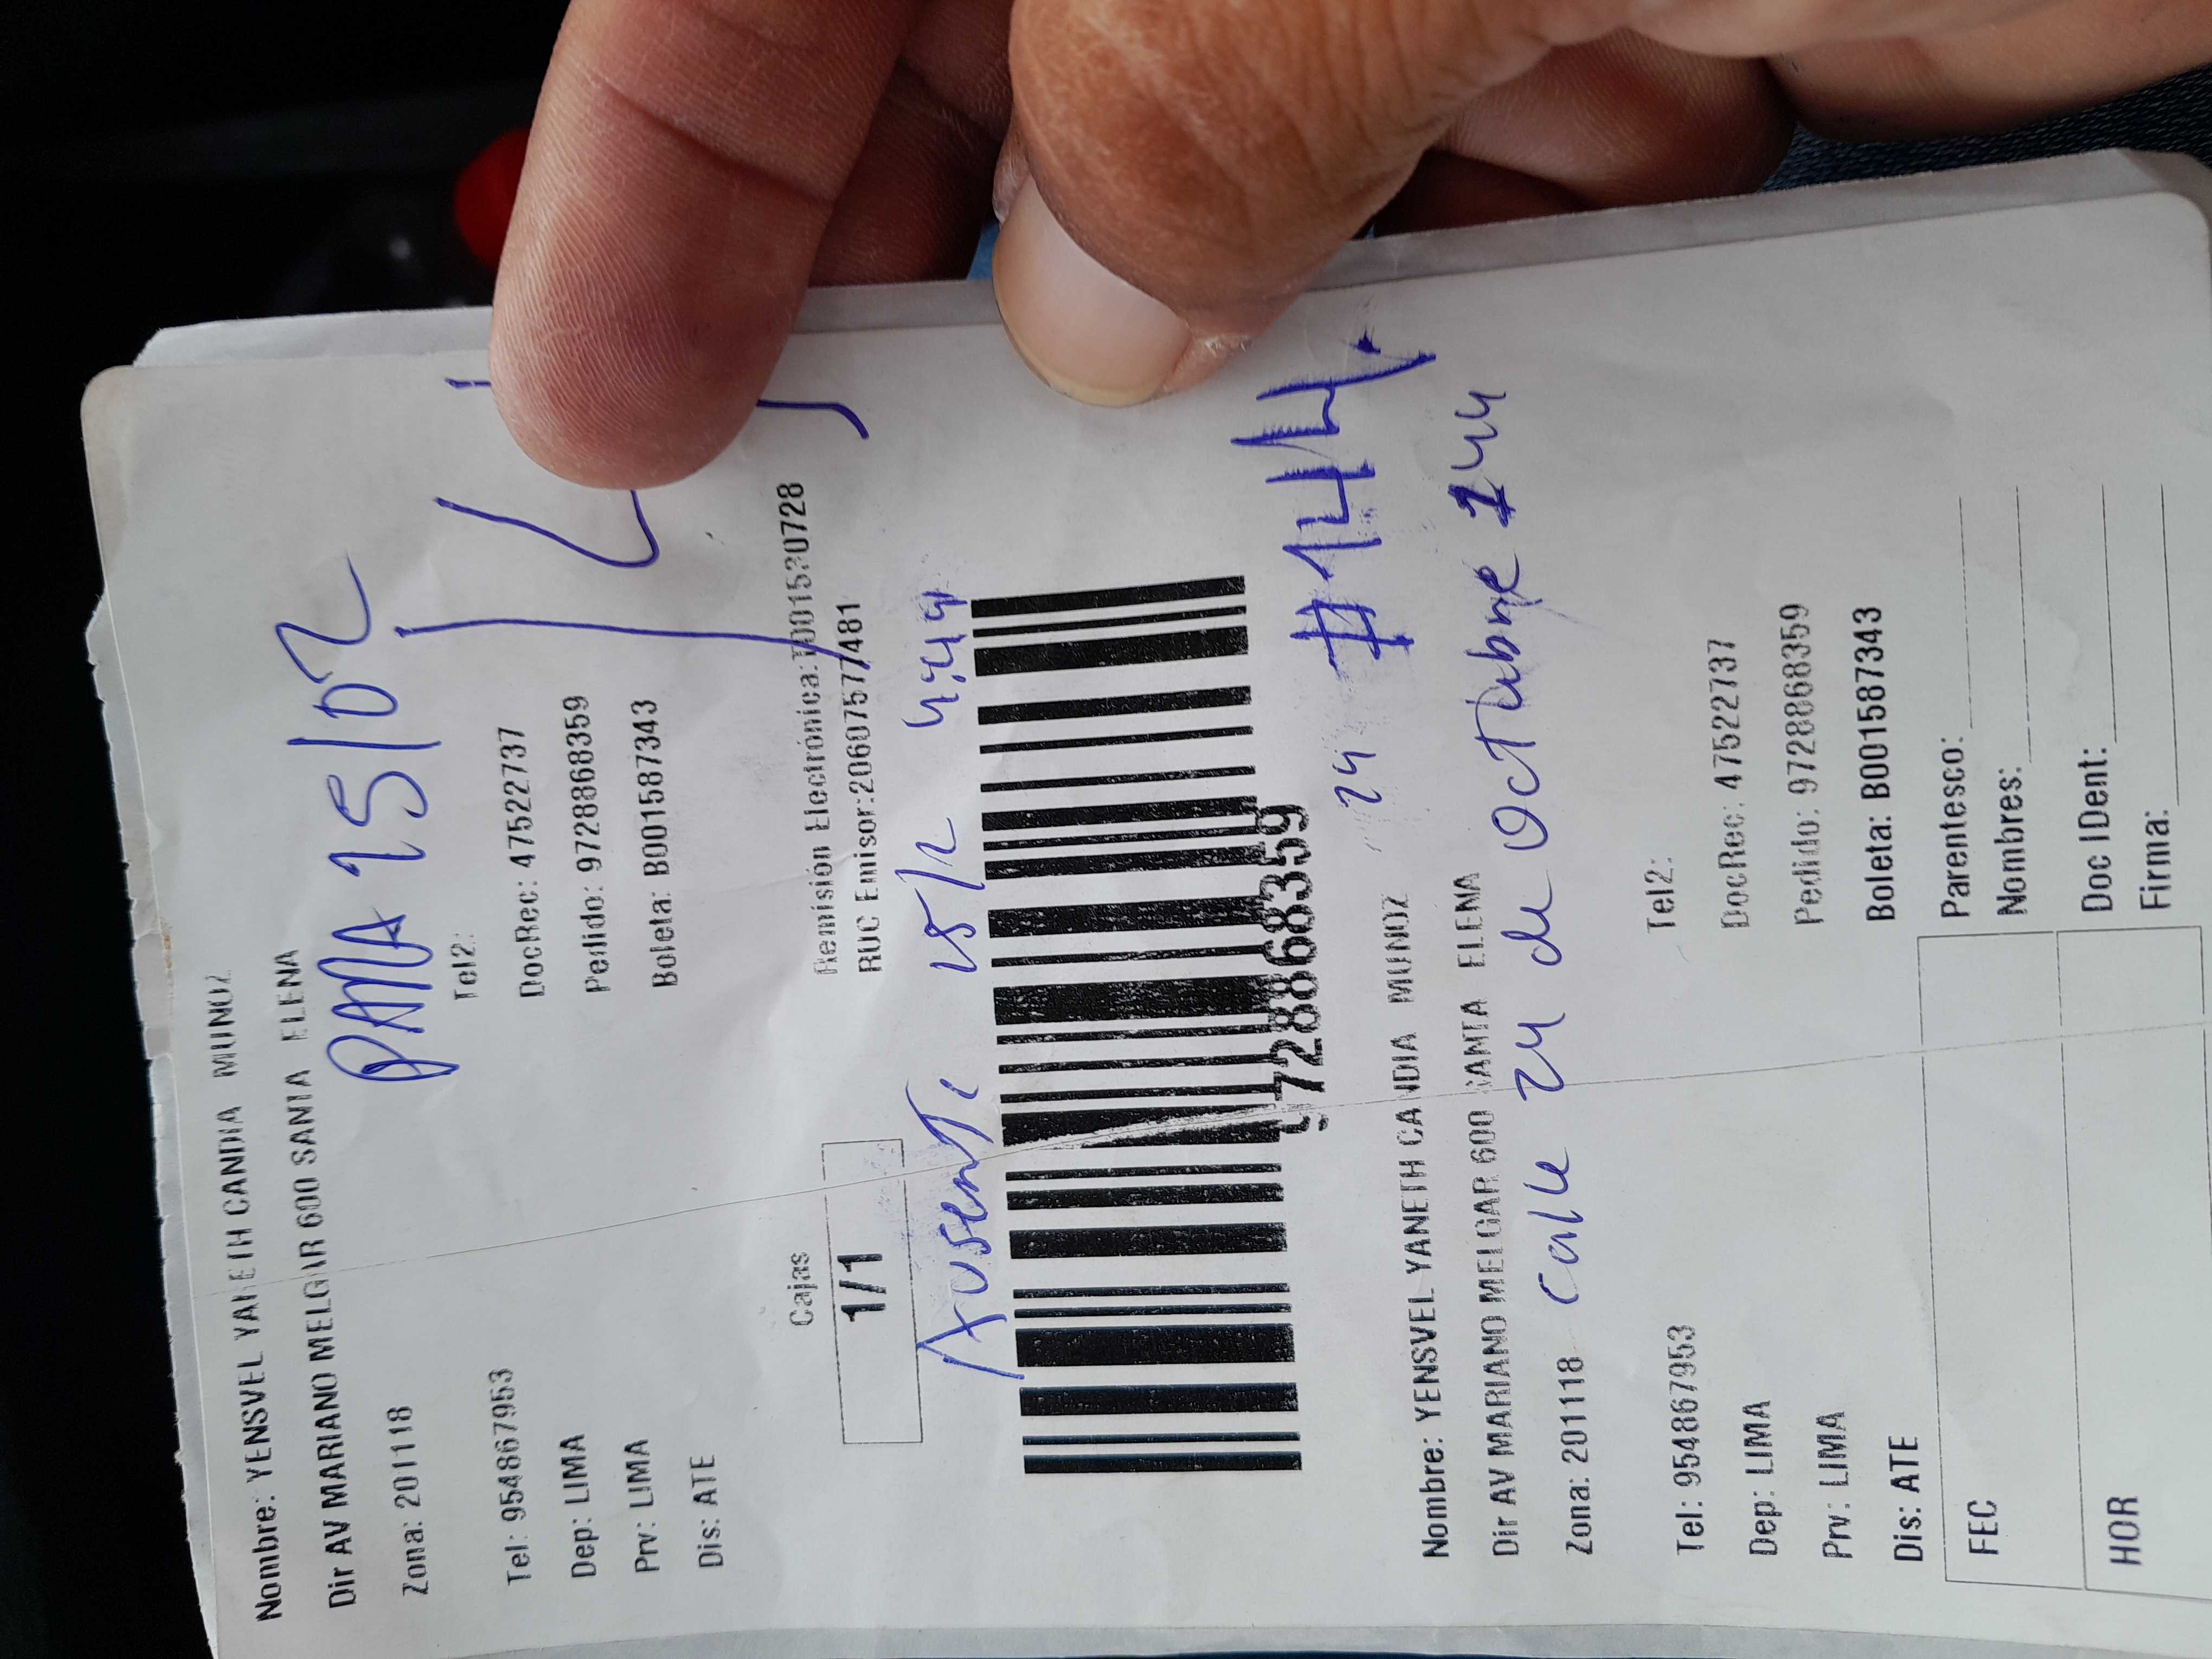 Nombre: YENSVEL YANETH CANDIA MUNOZ
Dir AV MARIANO MELGAR 600 SANTA ELENA
Zona: 201118
PAMA 15/02
Tel: 954867953
Tel2:
Dep: LIMA
DocRec: 47522737
Prv: LIMA
Pedido: 9728868359
Dis: ATE
Boleta: B001587343
Cajas
1/1
Remisión Electrónica:
RUC Emisor:20607577481
Ausente 15/2 4:49
9728868359
24 #144
Nombre: YENSVEL YANETH CANDIA MUNOZ
Dir AV MARIANO MELGAR 600 SANTA ELENA
Zona: 201118
calle 24 de octubre 144
Tel: 954867953
Tel2:
Dep: LIMA
DocRec: 47522737
Prv: LIMA
Pedido: 9728868359
Dis: ATE
Boleta: B001587343
FEC
Parentesco:
Nombres:
HOR
Doc IDent:
Firma: